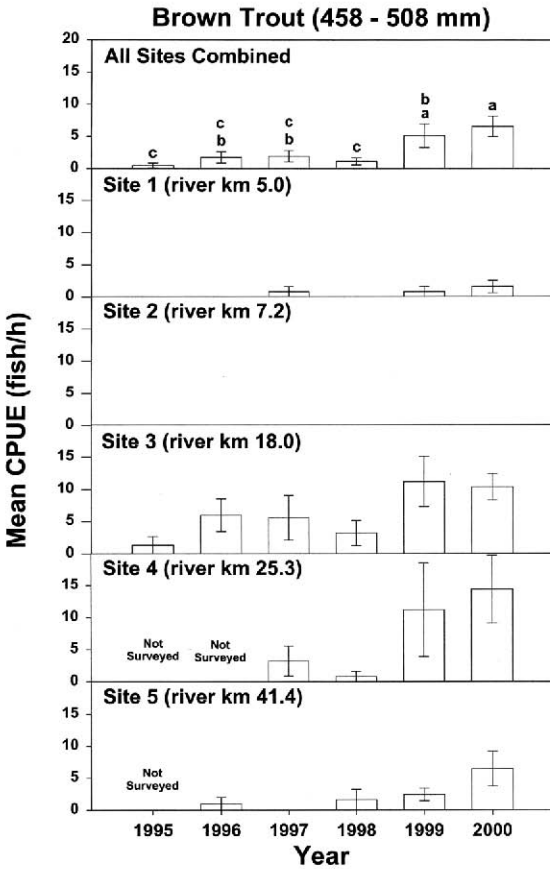 Brown Trout (458 - 508 mm)
20
All Sites Combined
15
10
5
0
c
c
b
c
b
c
b
a
a
Site 1 (river km 5.0)
15
10
5
0
Site 2 (river km 7.2)
15
10
5
0
Site 3 (river km 18.0)
15
10
5
0
Site 4 (river km 25.3)
15
10
5
0
Not
Surveyed
Not
Surveyed
Site 5 (river km 41.4)
15
10
5
0
Not
Surveyed
1995 1996 1997 1998 1999 2000
Year
Mean CPUE (fish/h)